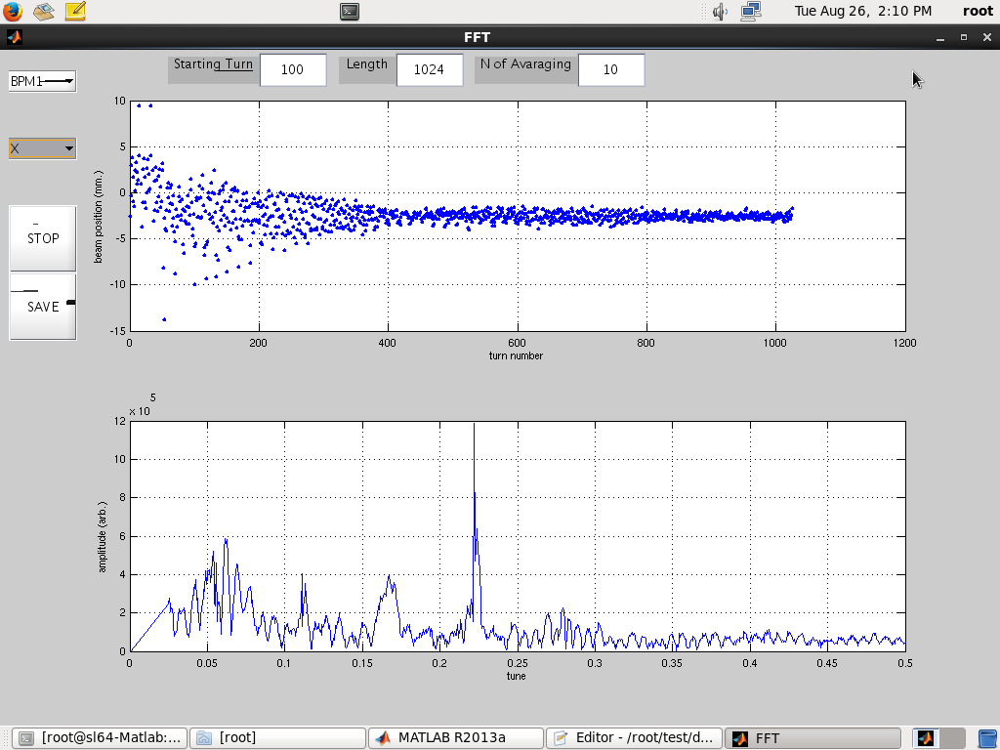 Tue Aug 26, 2:10 PM root
FFT
BPM1
Starting Turn 100 Length 1024 N of Avaraging 10
X
STOP
SAVE
10
5
0
-5
-10
-15
beam position (mm.)
0 200 400 600 800 1000 1200
turn number
x 10 5
12
10
8
6
4
2
0
amplitude (arb.)
0 0.05 0.1 0.15 0.2 0.25 0.3 0.35 0.4 0.45 0.5
tune
[root@sl64-Matlab:... [root] MATLAB R2013a Editor - /root/test/d... FFT